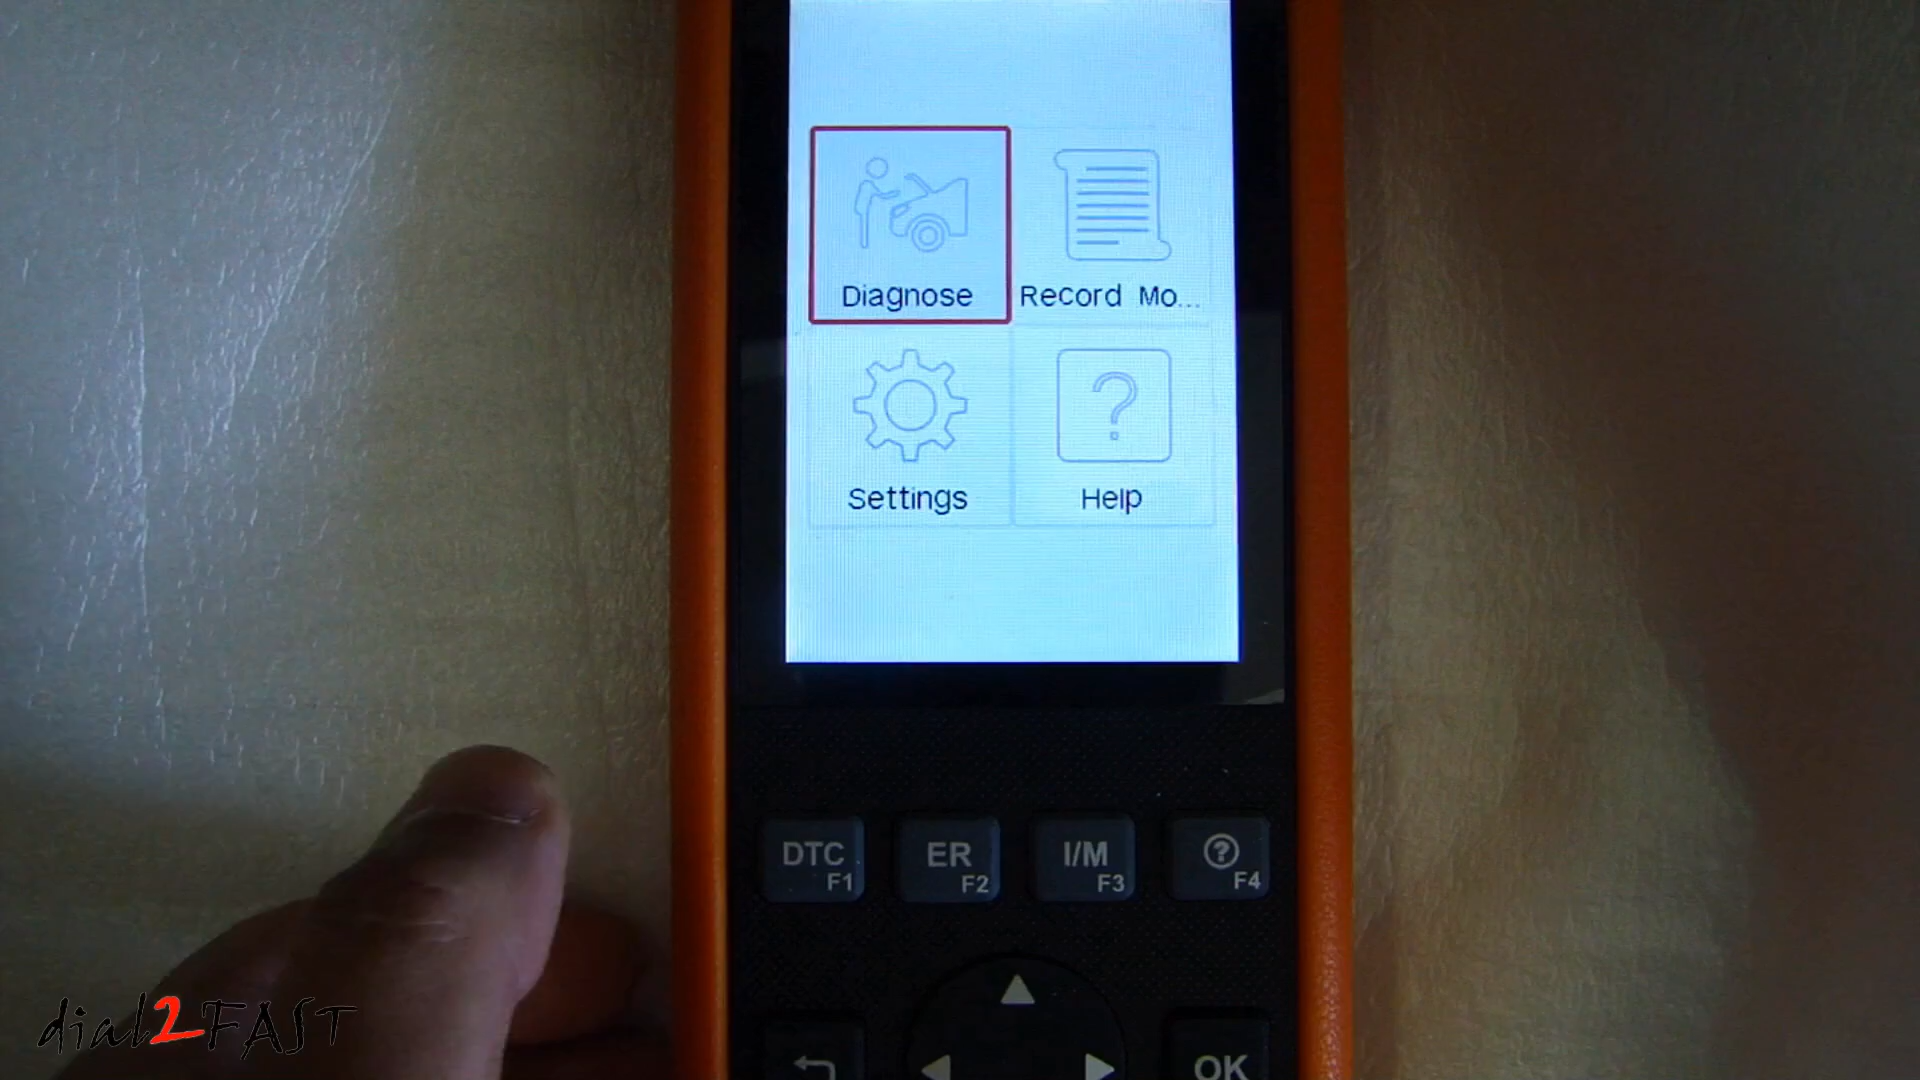 Diagnose
Record Mo...
Settings
?
Help
DTC F1
ER F2
I/M F3
? F4
OK
dial2FAST